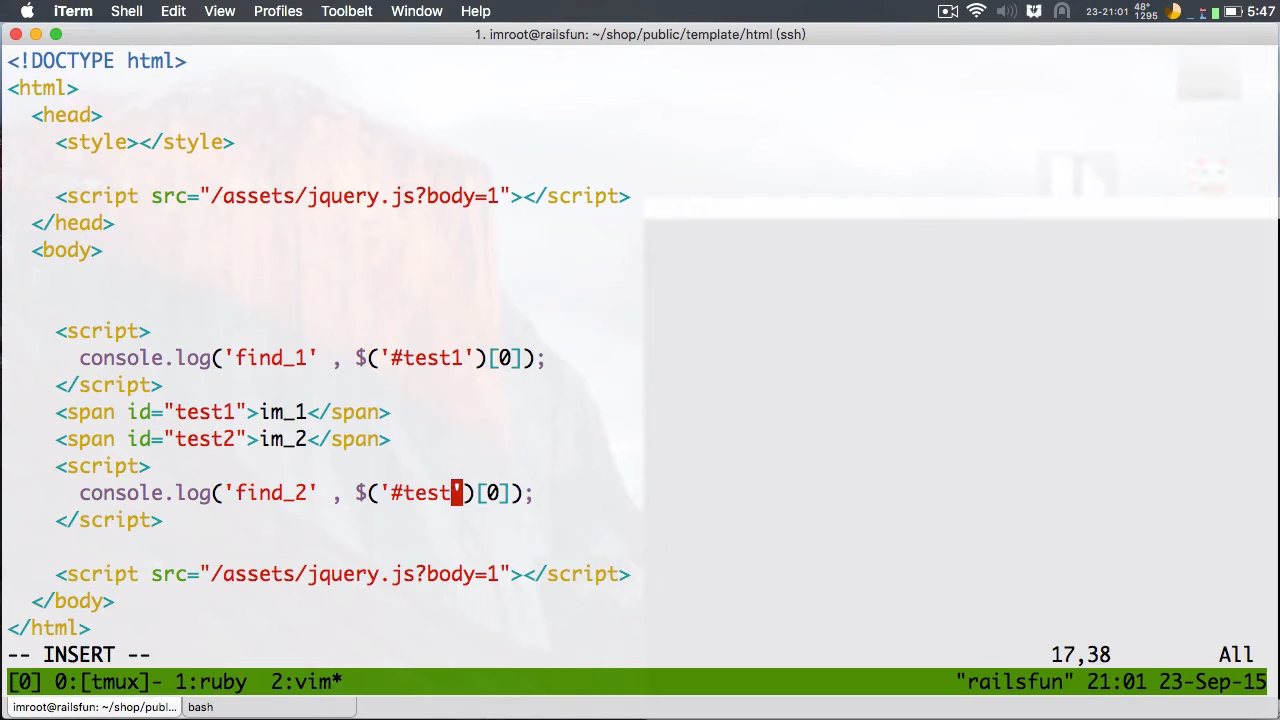 iTerm Shell Edit View Profiles Toolbelt Window Help 23-21:01 48° 1295 5:47
1. imroot@railsfun: ~/shop/public/template/html (ssh)
<!DOCTYPE html>
<html>
  <head>
    <style></style>
    <script src="/assets/jquery.js?body=1"></script>
  </head>
  <body>
    <script>
      console.log('find_1' , $('#test1')[0]);
    </script>
    <span id="test1">im_1</span>
    <span id="test2">im_2</span>
    <script>
      console.log('find_2' , $('#test')[0]);
    </script>
    <script src="/assets/jquery.js?body=1"></script>
  </body>
</html>
-- INSERT -- 17,38 All
[0] 0:[tmux]- 1:ruby 2:vim* "railsfun" 21:01 23-Sep-15
imroot@railsfun: ~/shop/publ... bash